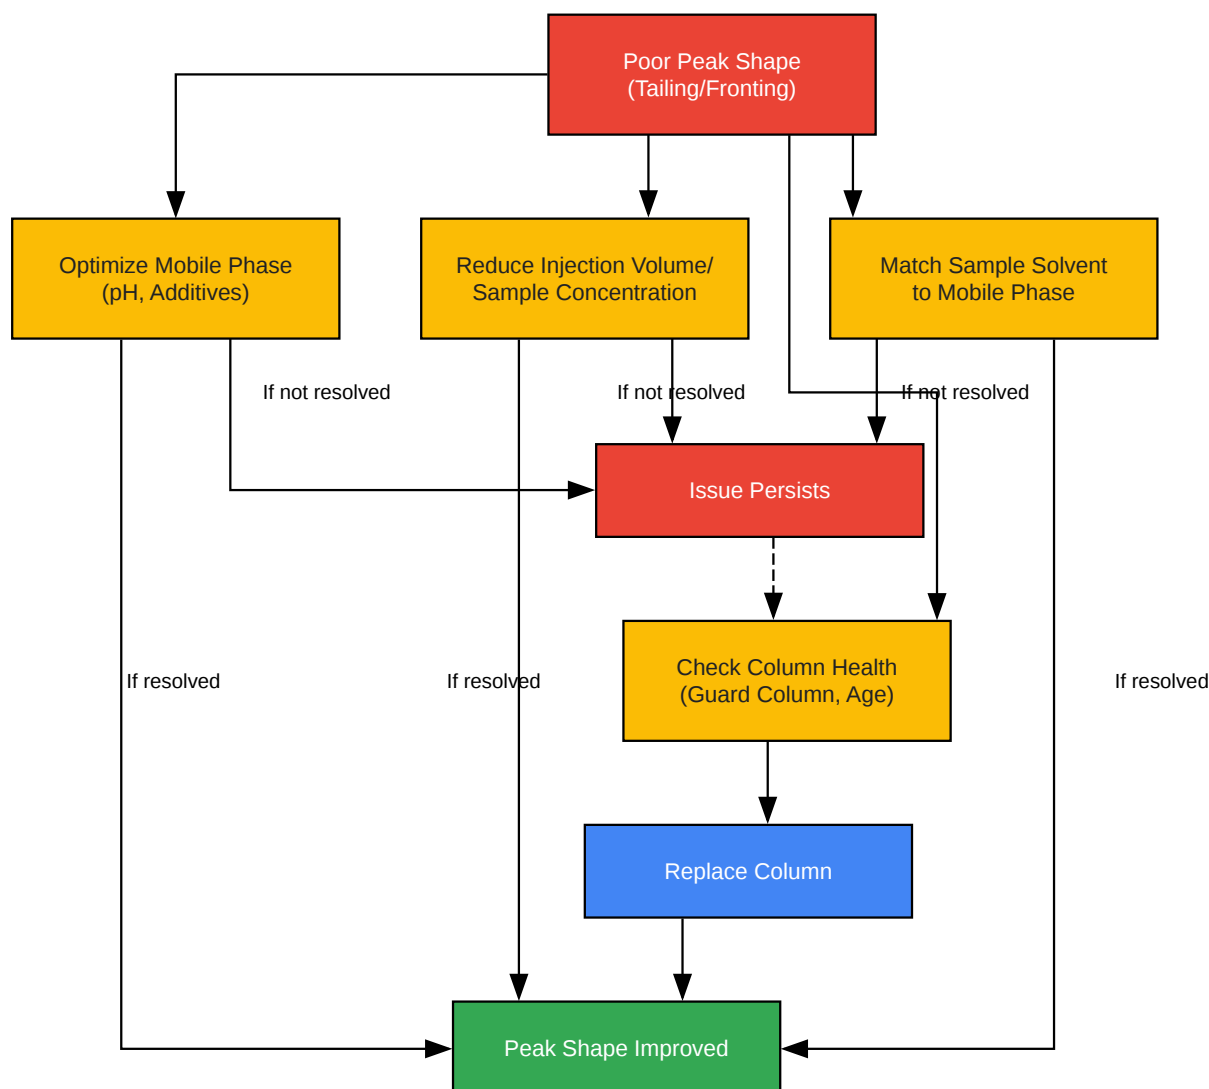 Poor Peak Shape
(Tailing/Fronting)
Optimize Mobile Phase
(pH, Additives)
Reduce Injection Volume/
Sample Concentration
Match Sample Solvent
to Mobile Phase
If not resolved
If not resolved
If not resolved
Issue Persists
Check Column Health
(Guard Column, Age)
If resolved
If resolved
If resolved
Replace Column
Peak Shape Improved